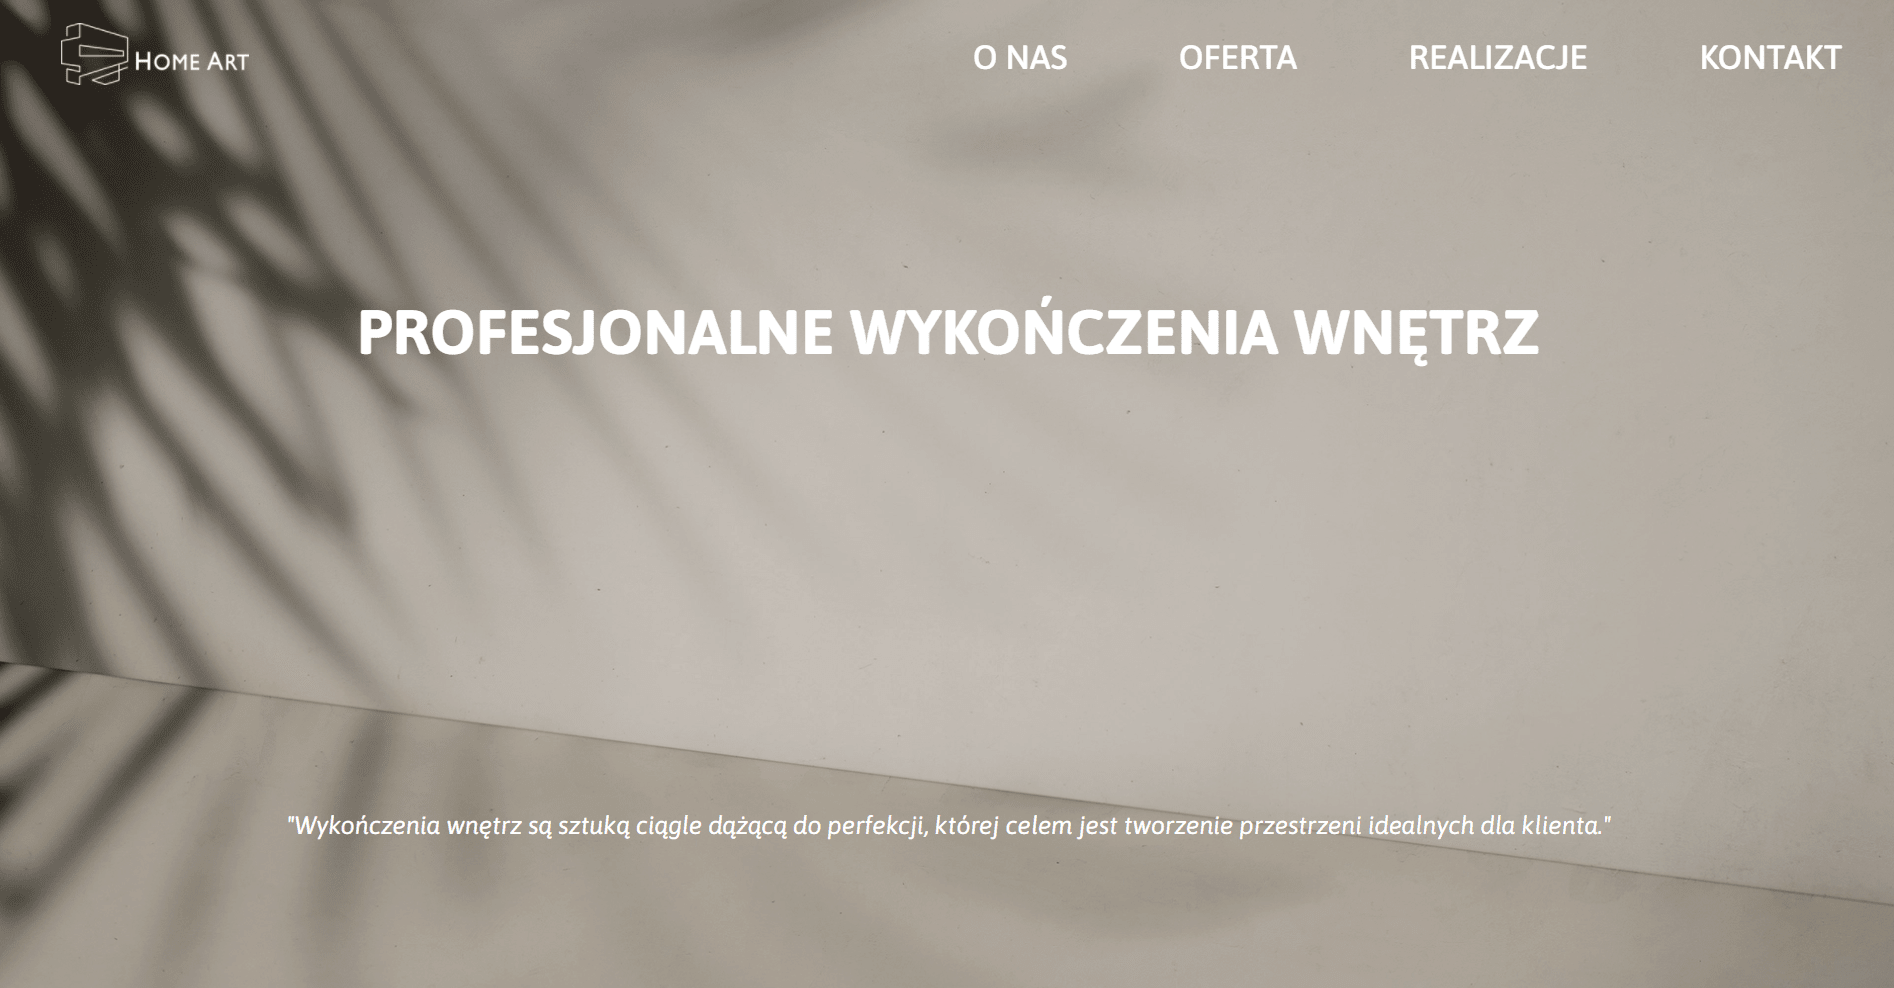 HOME ART
O NAS
OFERTA
REALIZACJE
KONTAKT
PROFESJONALNE WYKOŃCZENIA WNĘTRZ
"Wykończenia wnętrz są sztuką ciągle dążącą do perfekcji, której celem jest tworzenie przestrzeni idealnych dla klienta."